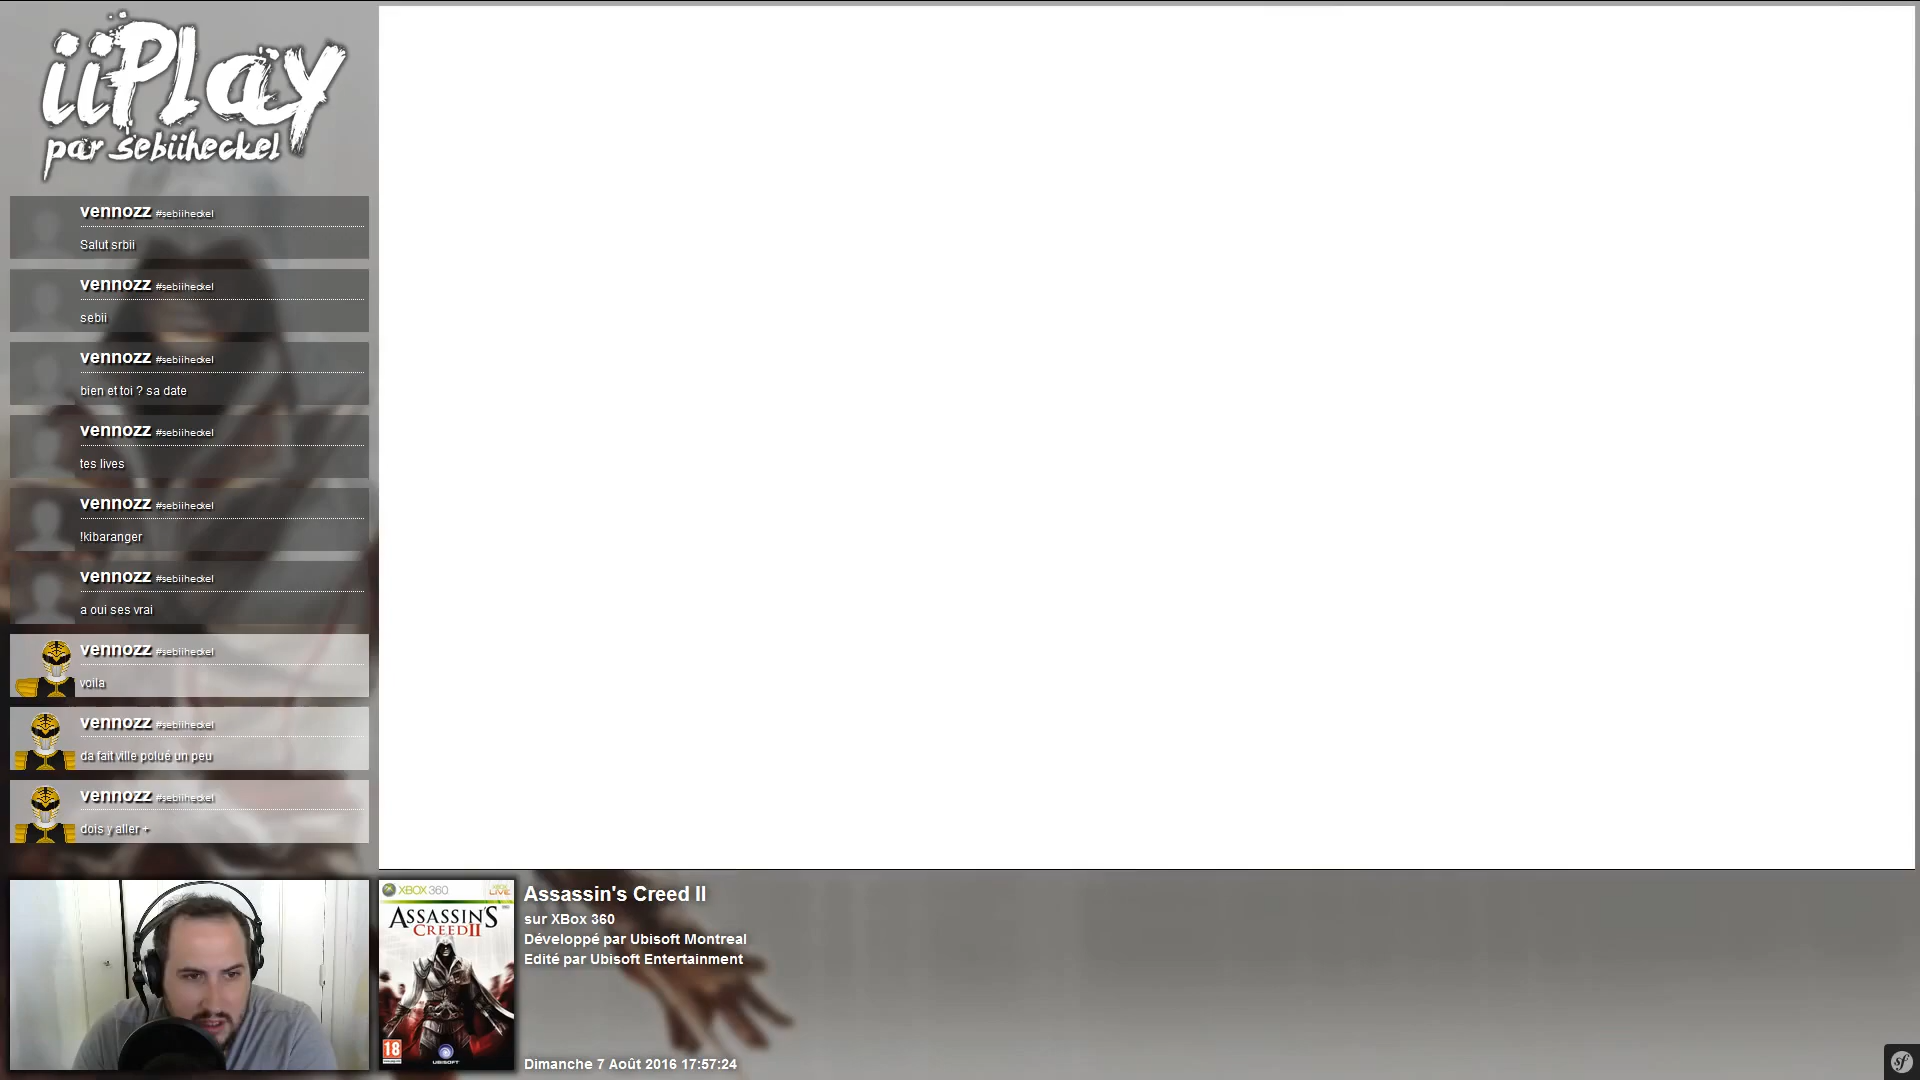 iiPlay
par sebiiheckel
vennozz #sebiiheckel
Salut srbii
vennozz #sebiiheckel
sebii
vennozz #sebiiheckel
bien et toi ? sa date
vennozz #sebiiheckel
tes lives
vennozz #sebiiheckel
!kibaranger
vennozz #sebiiheckel
a oui ses vrai
vennozz #sebiiheckel
voila
vennozz #sebiiheckel
da fait ville polué un peu
vennozz #sebiiheckel
dois y aller +
XBOX 360 LIVE
ASSASSIN'S
CREED II
18
UBISOFT
Assassin's Creed II
sur XBox 360
Développé par Ubisoft Montreal
Edité par Ubisoft Entertainment
Dimanche 7 Août 2016 17:57:24
sf